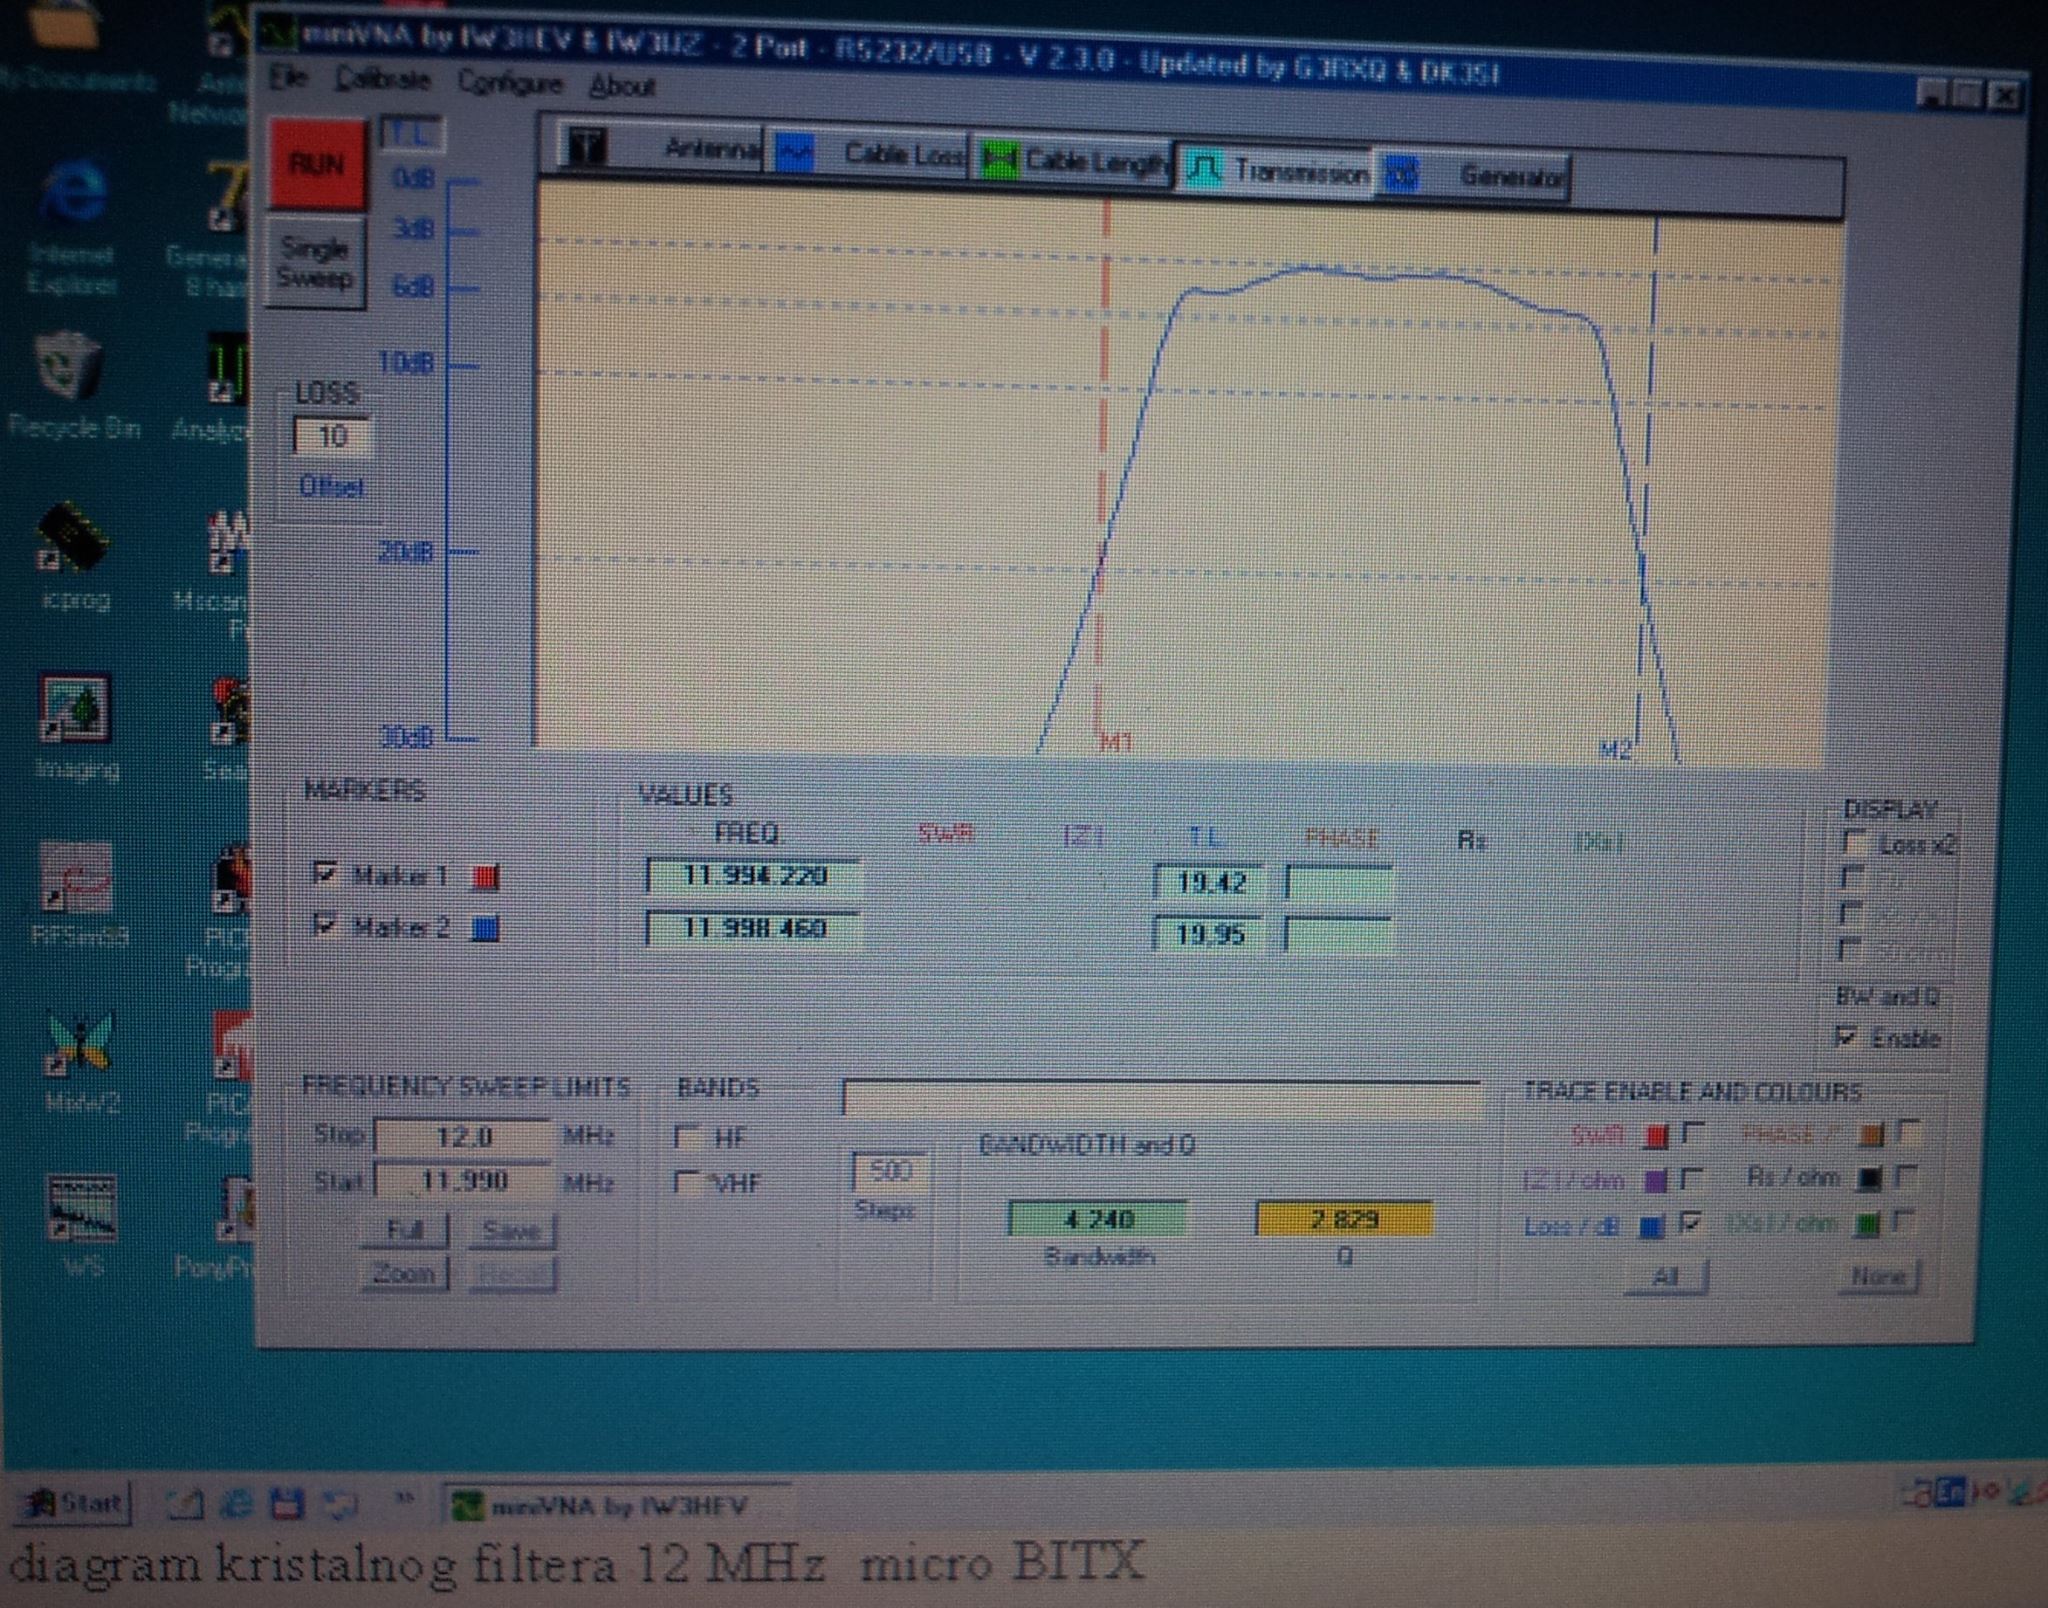 miniVNA by IW3HEV & IW3IJZ - 2 Port - RS232/USB - V 2.3.0 - Updated by G3RXQ & DK3SI
File Calibrate Configure About
RUN
T.L
Antenna
Cable Loss
Cable Length
Transmission
Generator
Single
Sweep
0dB
3dB
6dB
10dB
20dB
30dB
LOSS
10
Offset
M1
M2
MARKERS
Marker 1
Marker 2
VALUES
FREQ. SWR |Z| T L PHASE Rs |Xs|
11.994.220 19.42
11.998.460 19.95
DISPLAY
Loss x2
BW and Q
Enable
FREQUENCY SWEEP LIMITS
Stop 12.0 MHz
Start 11.990 MHz
Full Save
Zoom Recall
BANDS
HF
VHF
500
Steps
BANDWIDTH and Q
4.240 2.829
Bandwidth Q
TRACE ENABLE AND COLOURS
SWR PHASE /°
|Z| / ohm Rs / ohm
Loss / dB |Xs| / ohm
All None
My Documents
Internet
Explorer
Recycle Bin
icprog
Imaging
RFSim99
MixW2
WS
Start
miniVNA by IW3HEV
diagram kristalnog filtera 12 MHz micro BITX